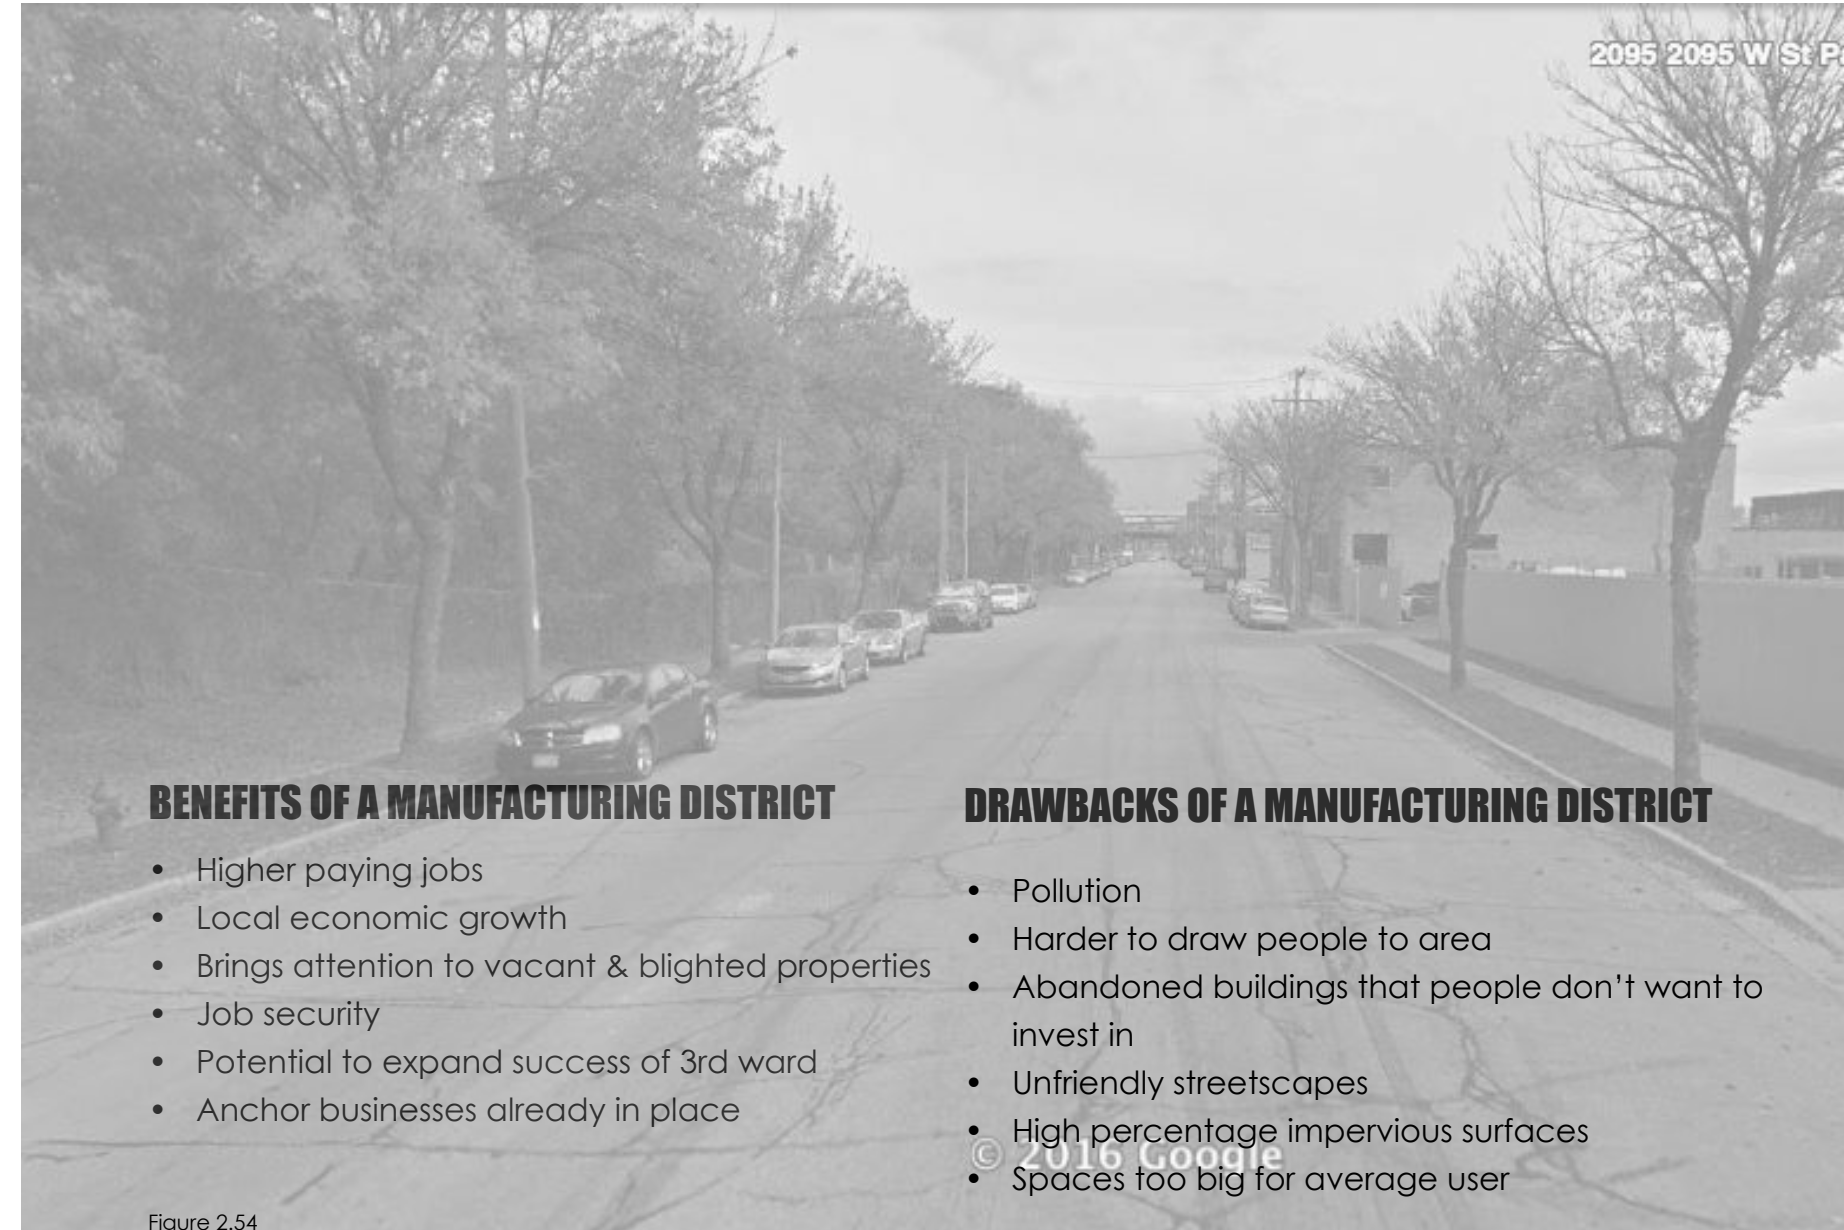 2095 2095 W St
BENEFITS OF A MANUFACTURING DISTRICT
• Higher paying jobs
• Local economic growth
• Brings attention to vacant & blighted properties
• Job security
• Potential to expand success of 3rd ward
• Anchor businesses already in place
Figure 2.54
DRAWBACKS OF A MANUFACTURING DISTRICT
• Pollution
• Harder to draw people to area
• Abandoned buildings that people don’t want to
invest in
• Unfriendly streetscapes
• High percentage impervious surfaces
• Spaces too big for average user
© 2016 Google